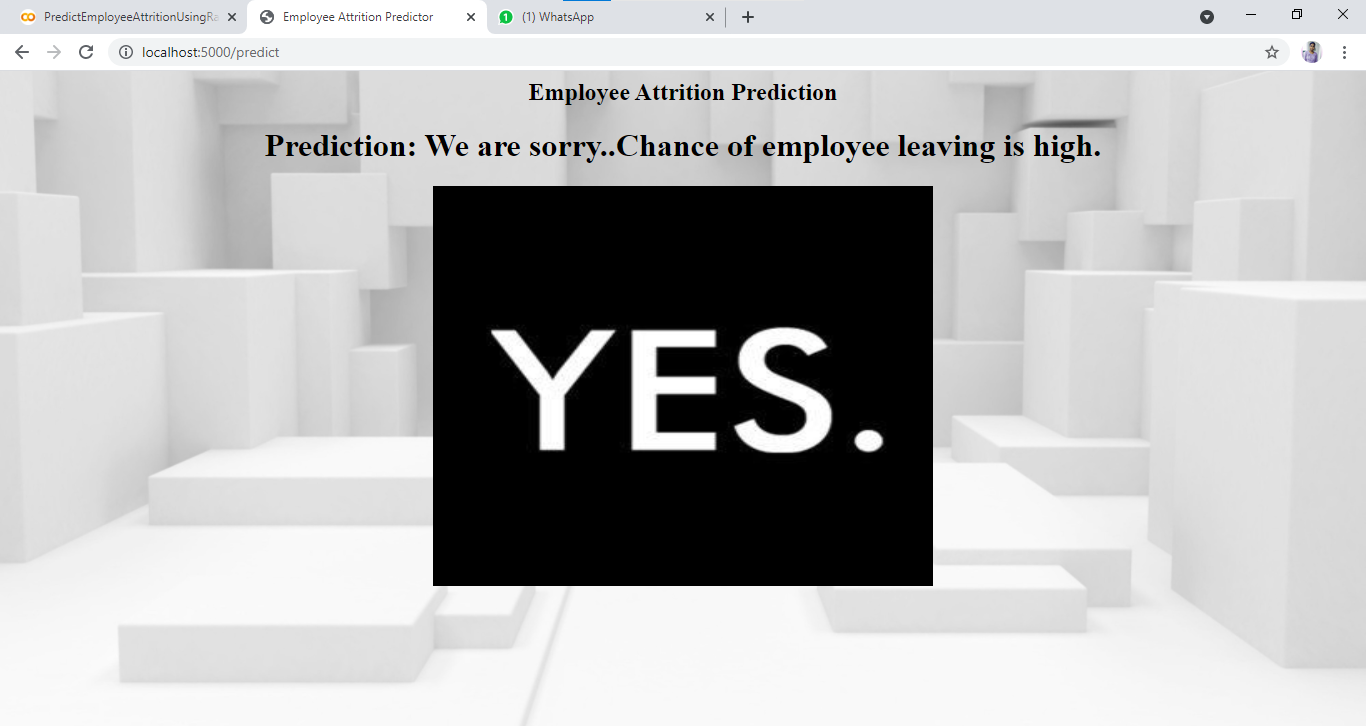 PredictEmployeeAttritionUsingRa
Employee Attrition Predictor
1 (1) WhatsApp
localhost:5000/predict
Employee Attrition Prediction
Prediction: We are sorry..Chance of employee leaving is high.
YES.